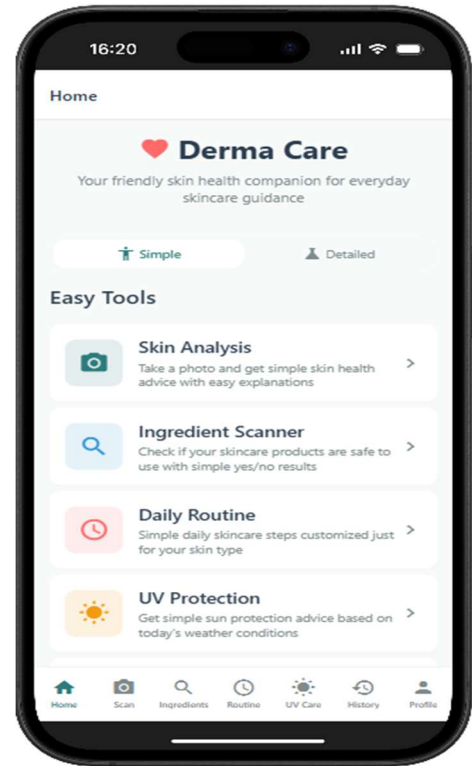 16:20
Home
Derma Care
Your friendly skin health companion for everyday
skincare guidance
Simple
Detailed
Easy Tools
Skin Analysis
Take a photo and get simple skin health
advice with easy explanations
Ingredient Scanner
Check if your skincare products are safe to
use with simple yes/no results
Daily Routine
Simple daily skincare steps customized just
for your skin type
UV Protection
Get simple sun protection advice based on
today's weather conditions
Home Scan Ingredients Routine UV Care History Profile